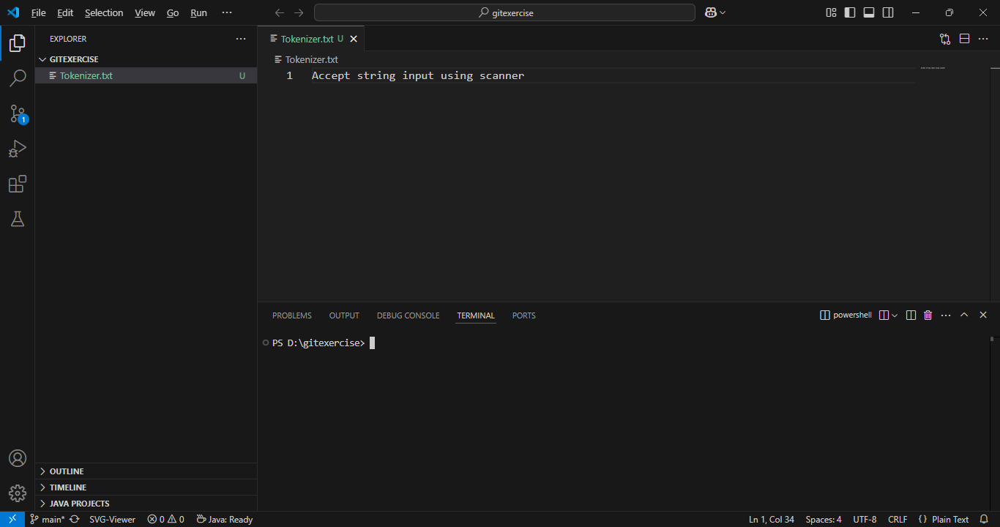 File Edit Selection View Go Run ···
gitexercise
EXPLORER
GITEXERCISE
Tokenizer.txt U
Tokenizer.txt U
Tokenizer.txt
1 Accept string input using scanner
PROBLEMS OUTPUT DEBUG CONSOLE TERMINAL PORTS
powershell
PS D:\gitexercise>
1
OUTLINE
TIMELINE
JAVA PROJECTS
main* SVG-Viewer 0 0 Java: Ready
Ln 1, Col 34 Spaces: 4 UTF-8 CRLF {} Plain Text